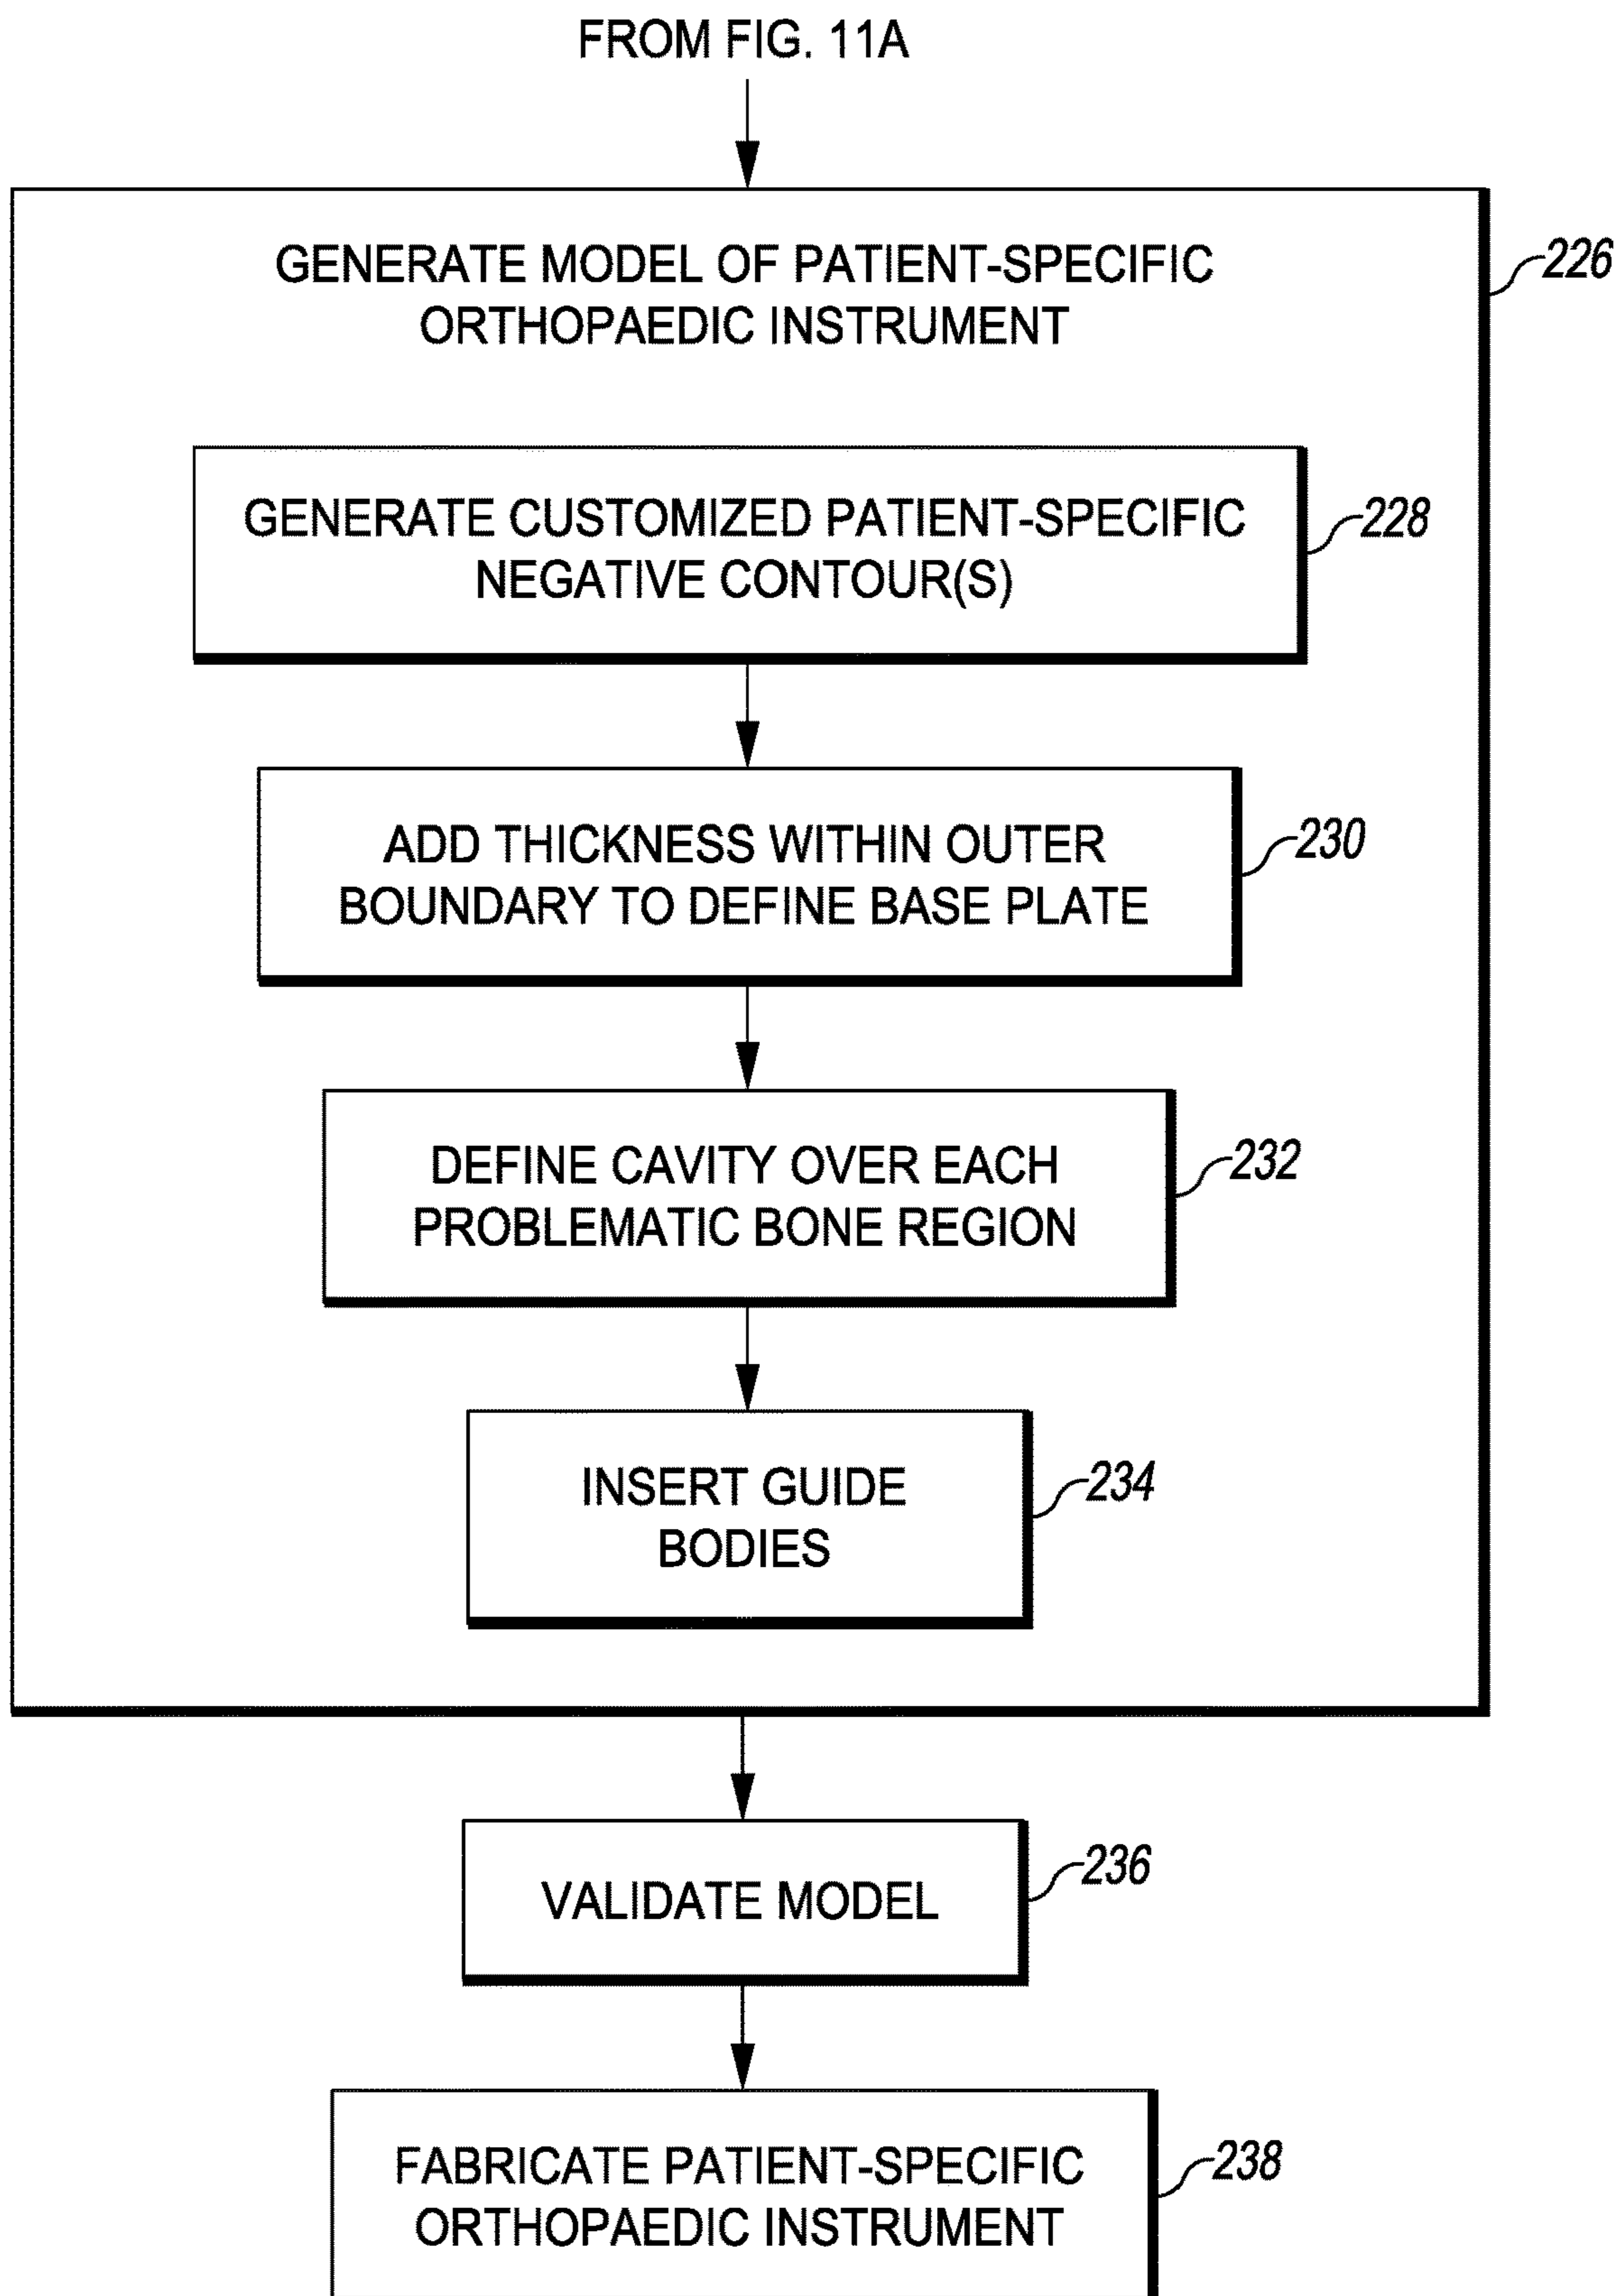 FROM FIG. 11A
GENERATE MODEL OF PATIENT-SPECIFIC
ORTHOPAEDIC INSTRUMENT
226
GENERATE CUSTOMIZED PATIENT-SPECIFIC
NEGATIVE CONTOUR(S)
228
ADD THICKNESS WITHIN OUTER
BOUNDARY TO DEFINE BASE PLATE
230
DEFINE CAVITY OVER EACH
PROBLEMATIC BONE REGION
232
INSERT GUIDE
BODIES
234
VALIDATE MODEL
236
FABRICATE PATIENT-SPECIFIC
ORTHOPAEDIC INSTRUMENT
238